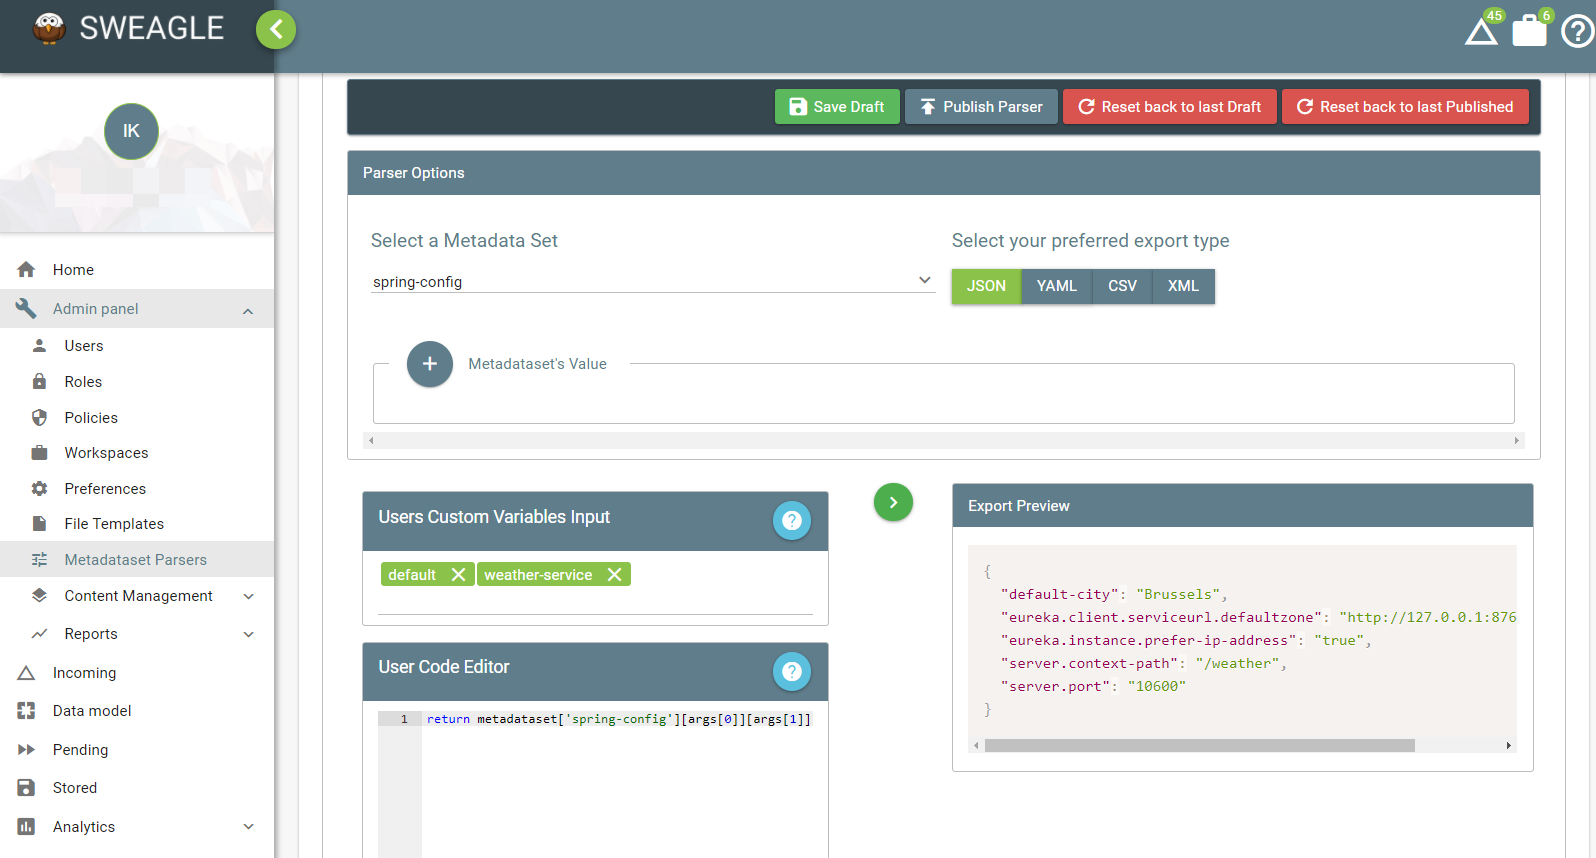 SWEAGLE
45
6
IK
Home
Admin panel
Users
Roles
Policies
Workspaces
Preferences
File Templates
Metadataset Parsers
Content Management
Reports
Incoming
Data model
Pending
Stored
Analytics
Save Draft
Publish Parser
Reset back to last Draft
Reset back to last Published
Parser Options
Select a Metadata Set
Select your preferred export type
spring-config
JSON YAML CSV XML
+ Metadataset's Value
Users Custom Variables Input
?
default
weather-service
User Code Editor
?
1 return metadataset['spring-config'][args[0]][args[1]]
Export Preview
{
"default-city": "Brussels",
"eureka.client.serviceurl.defaultzone": "http://127.0.0.1:876
"eureka.instance.prefer-ip-address": "true",
"server.context-path": "/weather",
"server.port": "10600"
}